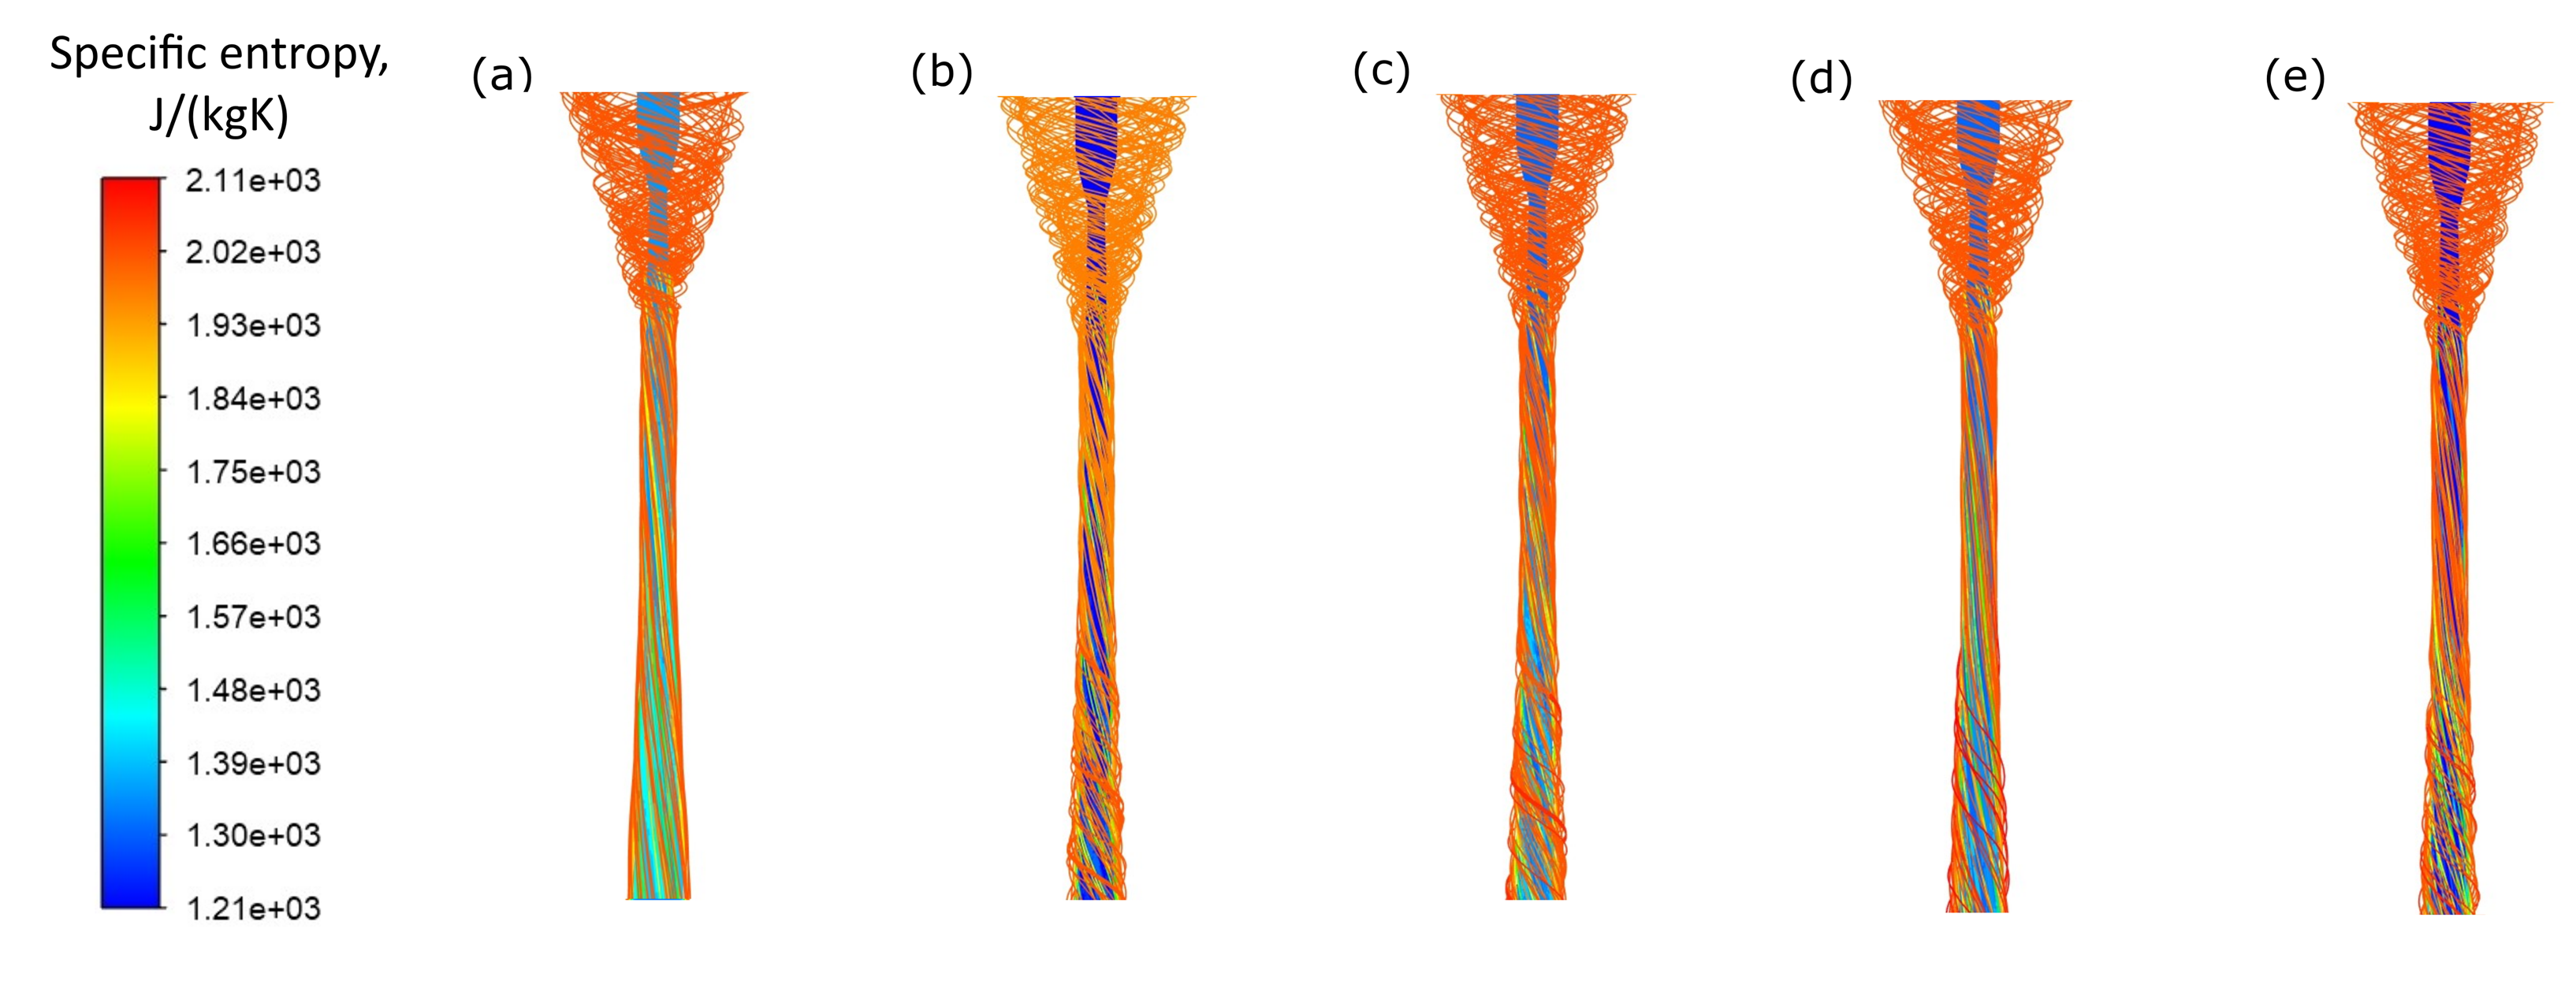 Specific entropy,
J/(kgK)
2.11e+03
2.02e+03
1.93e+03
1.84e+03
1.75e+03
1.66e+03
1.57e+03
1.48e+03
1.39e+03
1.30e+03
1.21e+03
(a)
(b)
(c)
(d)
(e)